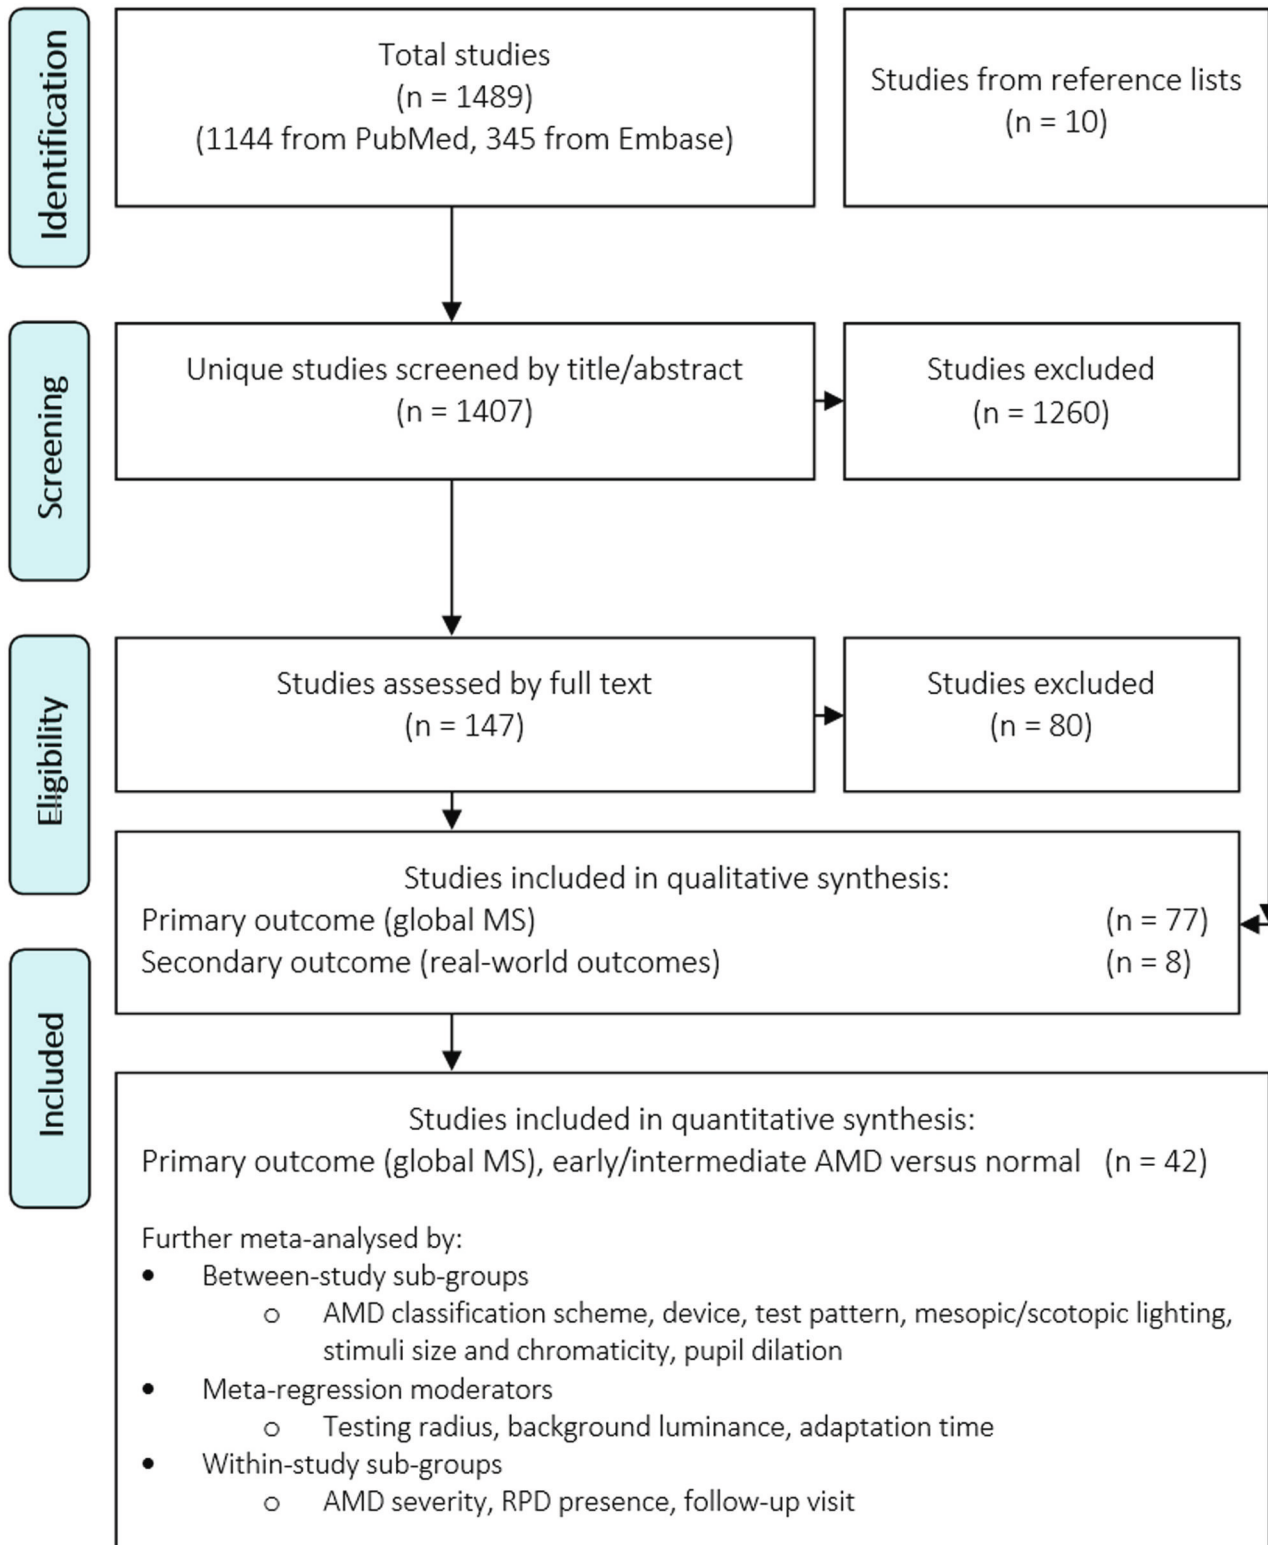 Identification
Total studies
(n = 1489)
(1144 from PubMed, 345 from Embase)
Studies from reference lists
(n = 10)
Screening
Unique studies screened by title/abstract
(n = 1407)
Studies excluded
(n = 1260)
Eligibility
Studies assessed by full text
(n = 147)
Studies excluded
(n = 80)
Included
Studies included in qualitative synthesis:
Primary outcome (global MS) (n = 77)
Secondary outcome (real-world outcomes) (n = 8)
Studies included in quantitative synthesis:
Primary outcome (global MS), early/intermediate AMD versus normal (n = 42)
Further meta-analysed by:
• Between-study sub-groups
o AMD classification scheme, device, test pattern, mesopic/scotopic lighting,
stimuli size and chromaticity, pupil dilation
• Meta-regression moderators
o Testing radius, background luminance, adaptation time
• Within-study sub-groups
o AMD severity, RPD presence, follow-up visit